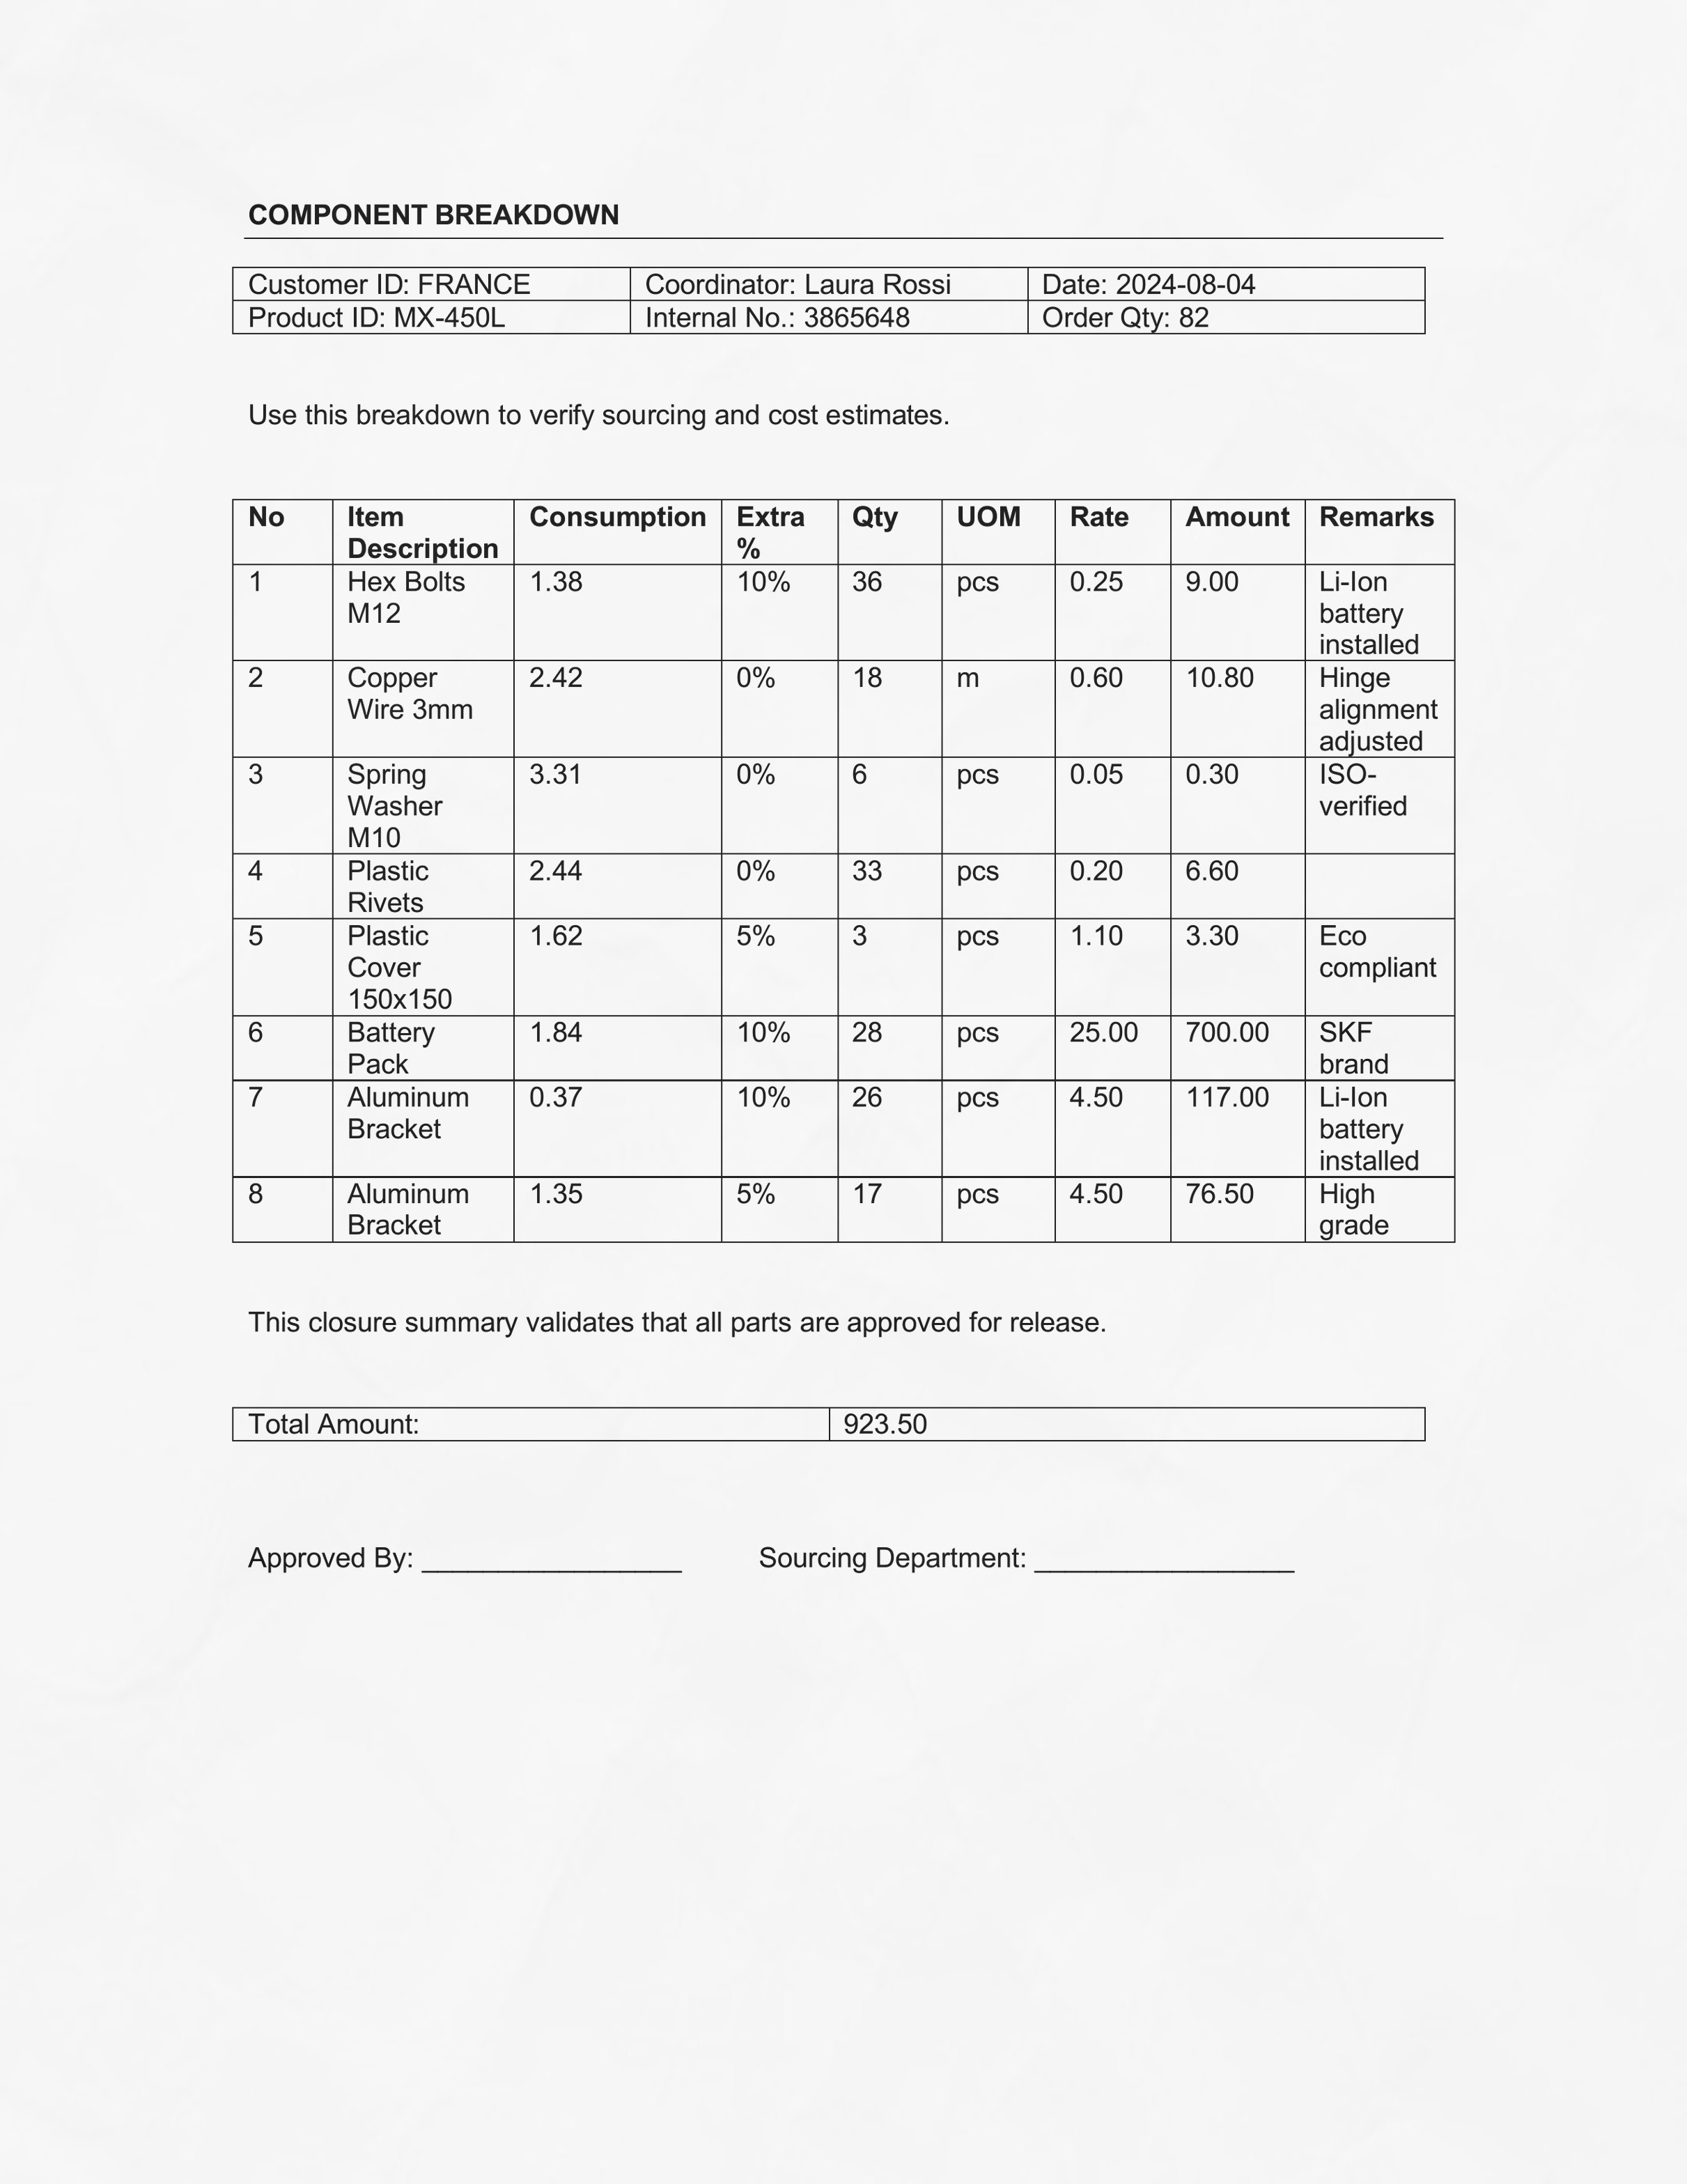 COMPONENT BREAKDOWN
Customer ID: FRANCE Coordinator: Laura Rossi Date: 2024-08-04
Product ID: MX-450L Internal No.: 3865648 Order Qty: 82
Use this breakdown to verify sourcing and cost estimates.
No Item Consumption Extra Qty UOM Rate Amount Remarks
Description %
1 Hex Bolts 1.38 10% 36 pcs 0.25 9.00 Li-Ion
M12 battery
installed
2 Copper 2.42 0% 18 m 0.60 10.80 Hinge
Wire 3mm alignment
adjusted
3 Spring 3.31 0% 6 pcs 0.05 0.30 ISO-
Washer verified
M10
4 Plastic 2.44 0% 33 pcs 0.20 6.60
Rivets
5 Plastic 1.62 5% 3 pcs 1.10 3.30 Eco
Cover compliant
150x150
6 Battery 1.84 10% 28 pcs 25.00 700.00 SKF
Pack brand
7 Aluminum 0.37 10% 26 pcs 4.50 117.00 Li-Ion
Bracket battery
installed
8 Aluminum 1.35 5% 17 pcs 4.50 76.50 High
Bracket grade
This closure summary validates that all parts are approved for release.
Total Amount: 923.50
Approved By: _________________ Sourcing Department: _________________